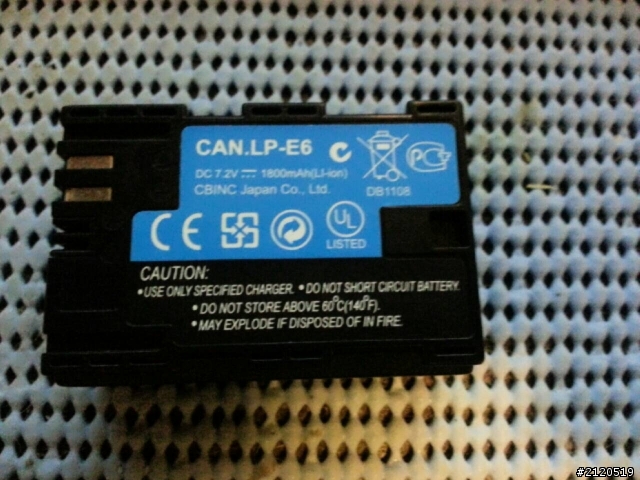 CAN.LP-E6
DC 7.2V 1800mAh(LI-ion)
CBINC Japan Co., Ltd.
DB1108
CE
UL
LISTED
CAUTION:
•USE ONLY SPECIFIED CHARGER. •DO NOT SHORT CIRCUIT BATTERY.
•DO NOT STORE ABOVE 60°C(140°F).
•MAY EXPLODE IF DISPOSED OF IN FIRE.
#2120519